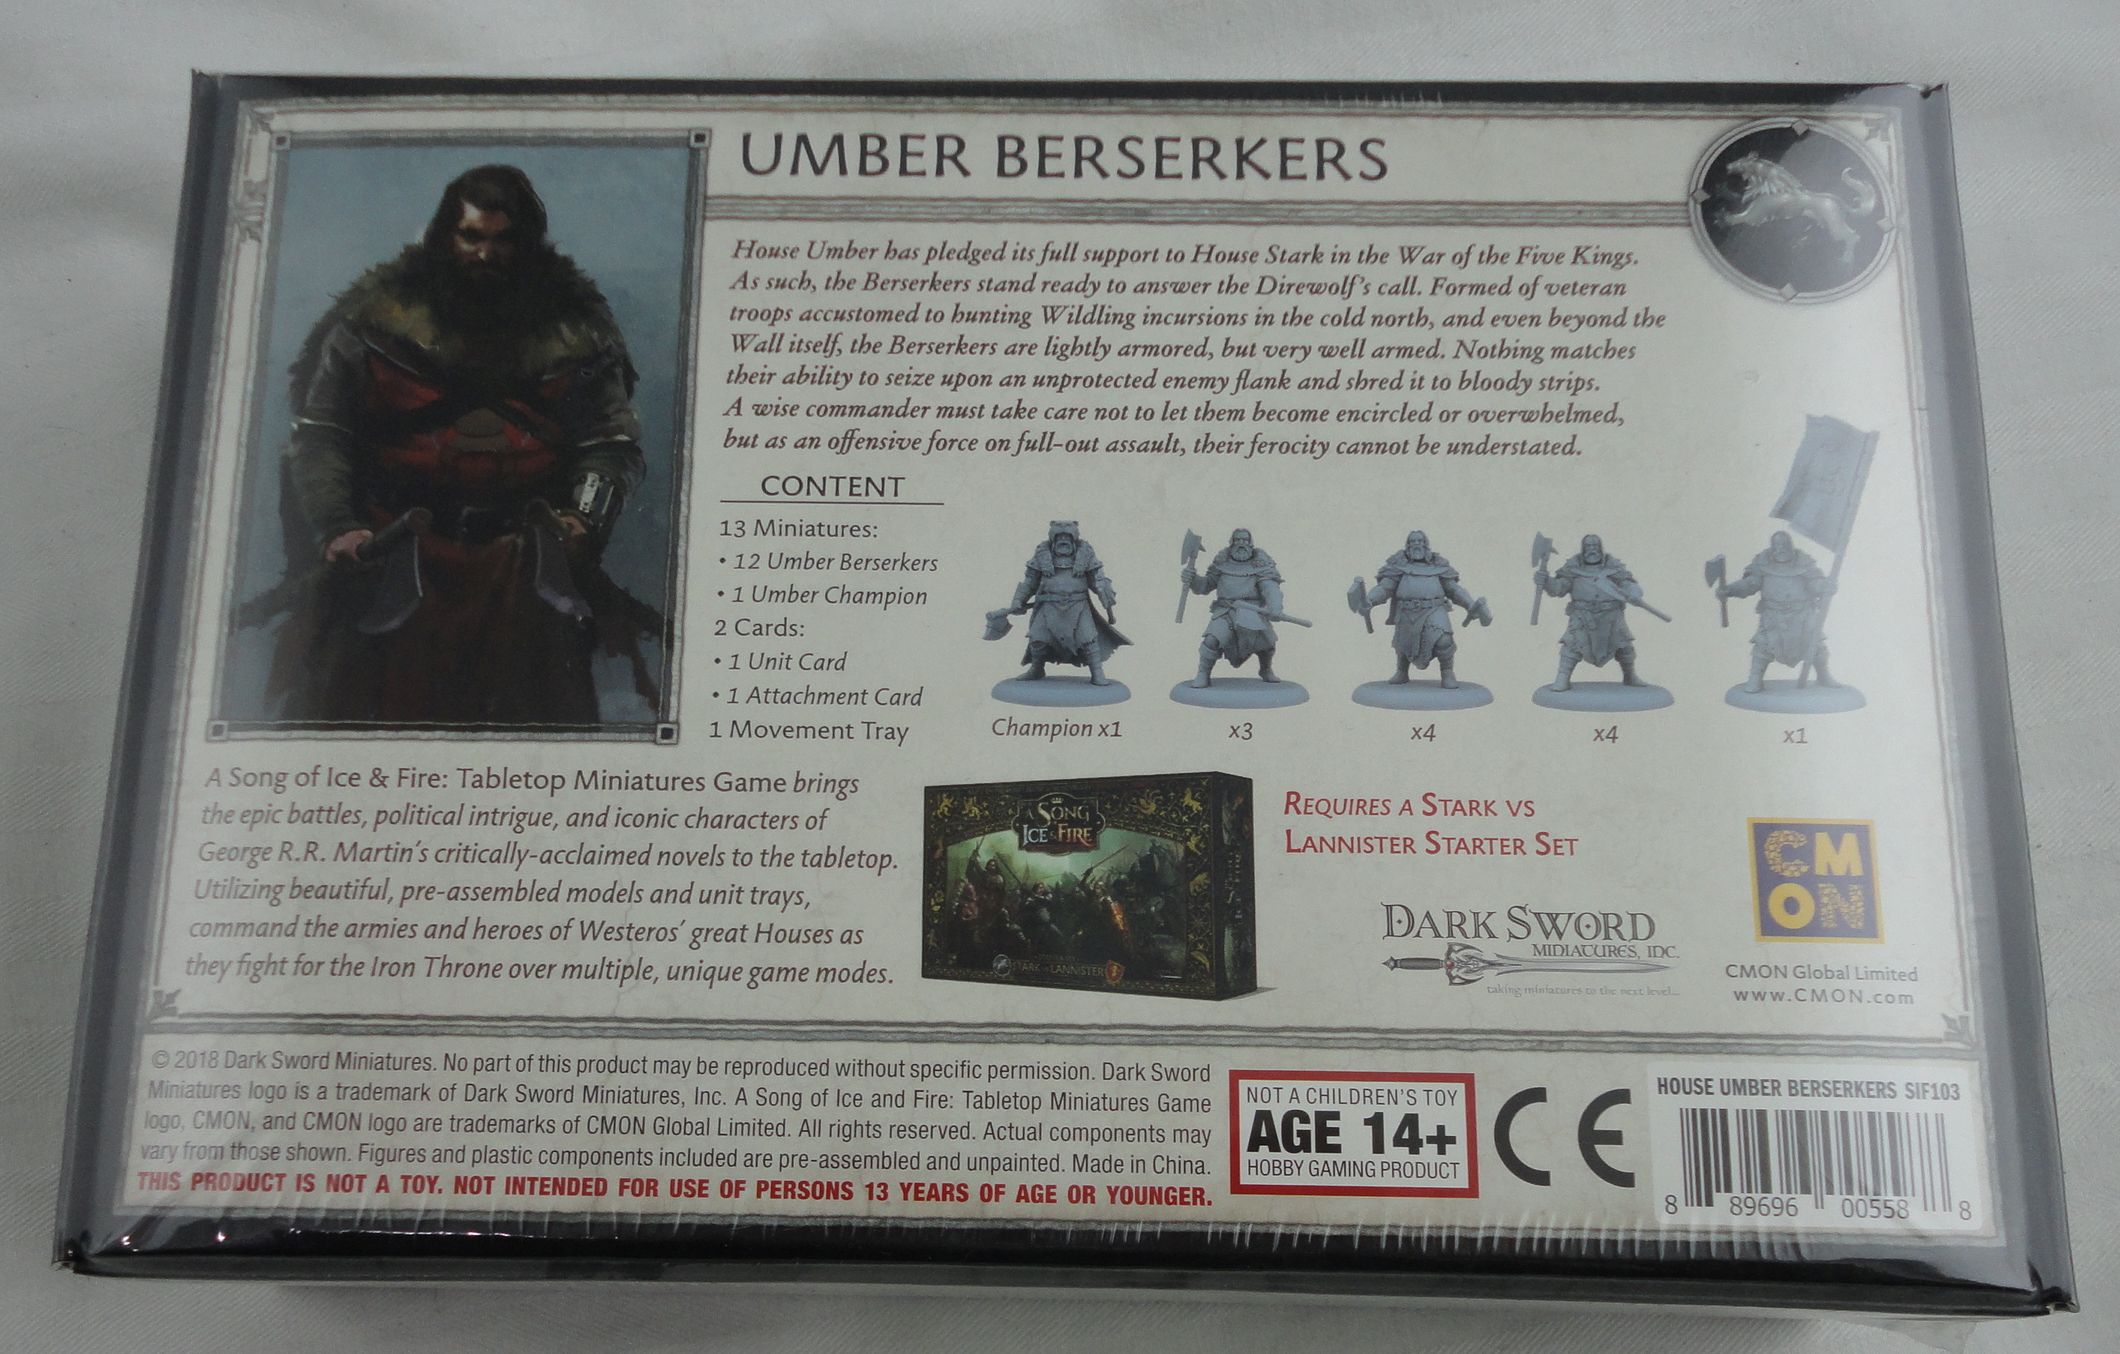 UMBER BERSERKERS
House Umber has pledged its full support to House Stark in the War of the Five Kings.
As such, the Berserkers stand ready to answer the Direwolf's call. Formed of veteran
troops accustomed to hunting Wildling incursions in the cold north, and even beyond the
Wall itself, the Berserkers are lightly armored, but very well armed. Nothing matches
their ability to seize upon an unprotected enemy flank and shred it to bloody strips.
A wise commander must take care not to let them become encircled or overwhelmed,
but as an offensive force on full-out assault, their ferocity cannot be understated.
CONTENT
13 Miniatures:
• 12 Umber Berserkers
• 1 Umber Champion
2 Cards:
• 1 Unit Card
• 1 Attachment Card
1 Movement Tray
Champion x1
x3
x4
x4
x1
A Song of Ice & Fire: Tabletop Miniatures Game brings
the epic battles, political intrigue, and iconic characters of
George R.R. Martin's critically-acclaimed novels to the tabletop.
Utilizing beautiful, pre-assembled models and unit trays,
command the armies and heroes of Westeros' great Houses as
they fight for the Iron Throne over multiple, unique game modes.
A SONG
ICE & FIRE
STARK LANNISTER
REQUIRES A STARK VS
LANNISTER STARTER SET
DARK SWORD
MINIATURES, INC.
taking miniatures to the next level...
CMON
CMON Global Limited
www.CMON.com
© 2018 Dark Sword Miniatures. No part of this product may be reproduced without specific permission. Dark Sword
Miniatures logo is a trademark of Dark Sword Miniatures, Inc. A Song of Ice and Fire: Tabletop Miniatures Game
logo, CMON, and CMON logo are trademarks of CMON Global Limited. All rights reserved. Actual components may
vary from those shown. Figures and plastic components included are pre-assembled and unpainted. Made in China.
THIS PRODUCT IS NOT A TOY. NOT INTENDED FOR USE OF PERSONS 13 YEARS OF AGE OR YOUNGER.
NOT A CHILDREN'S TOY
AGE 14+
HOBBY GAMING PRODUCT
CE
HOUSE UMBER BERSERKERS SIF103
8 89696 00558 8